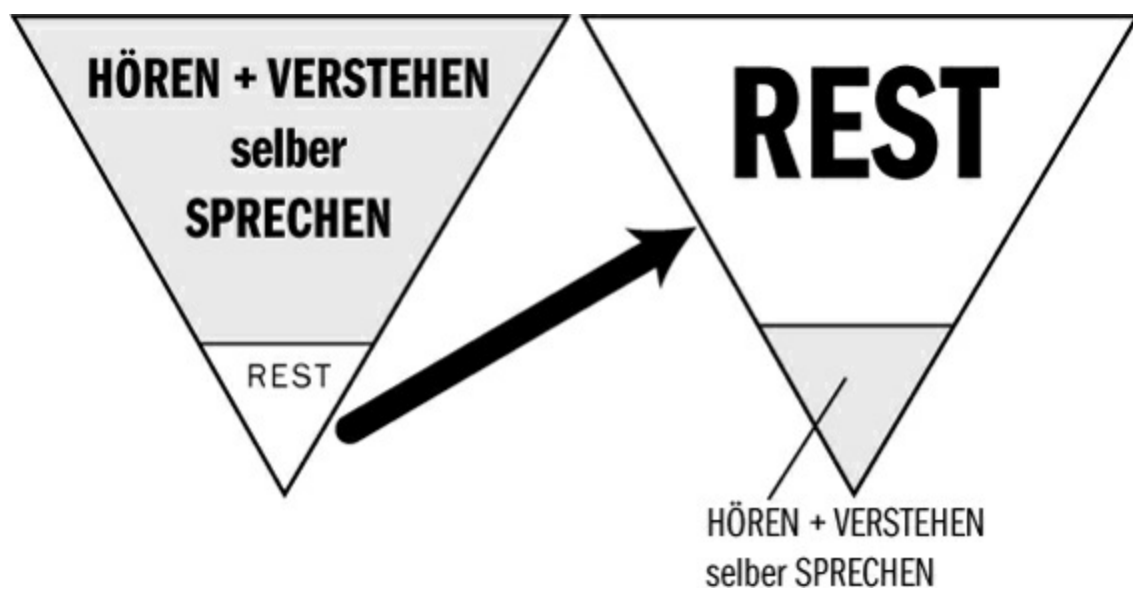 HÖREN + VERSTEHEN
selber
SPRECHEN
REST
REST
HÖREN + VERSTEHEN
selber SPRECHEN